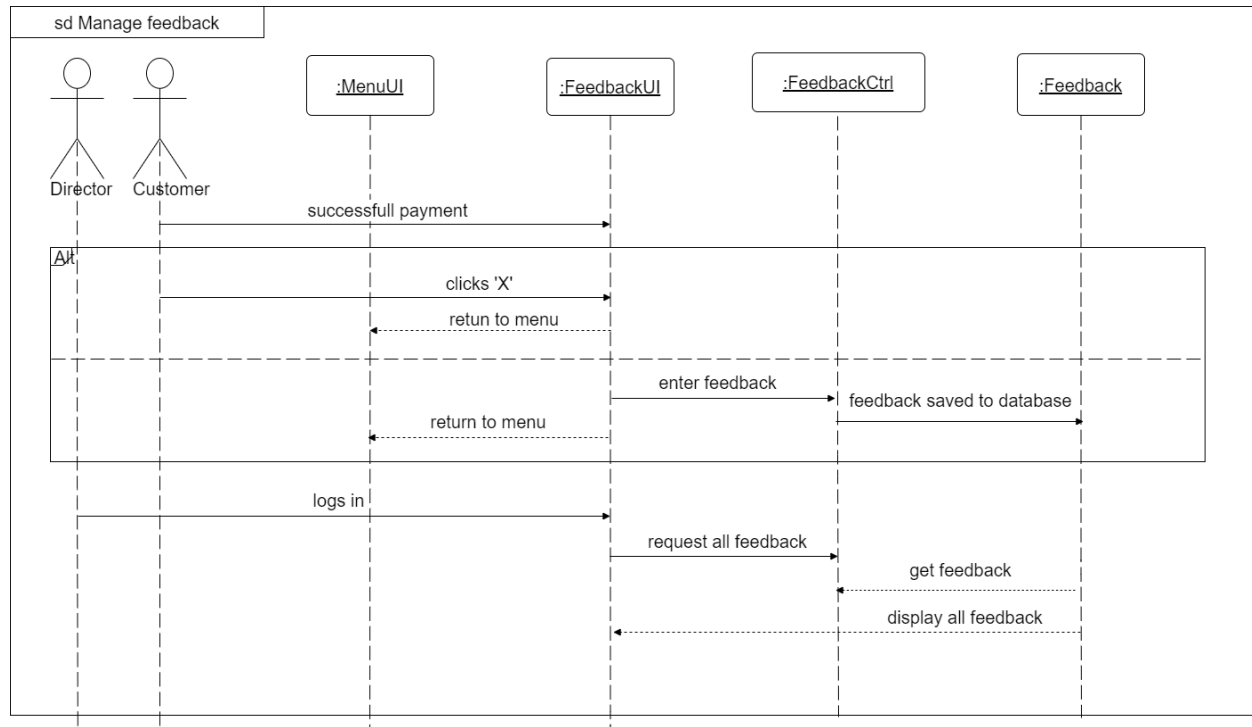 sd Manage feedback
:MenuUI
:FeedbackUI
:FeedbackCtrl
:Feedback
Director
Customer
successfull payment
Alt
clicks 'X'
retun to menu
enter feedback
feedback saved to database
return to menu
logs in
request all feedback
get feedback
display all feedback